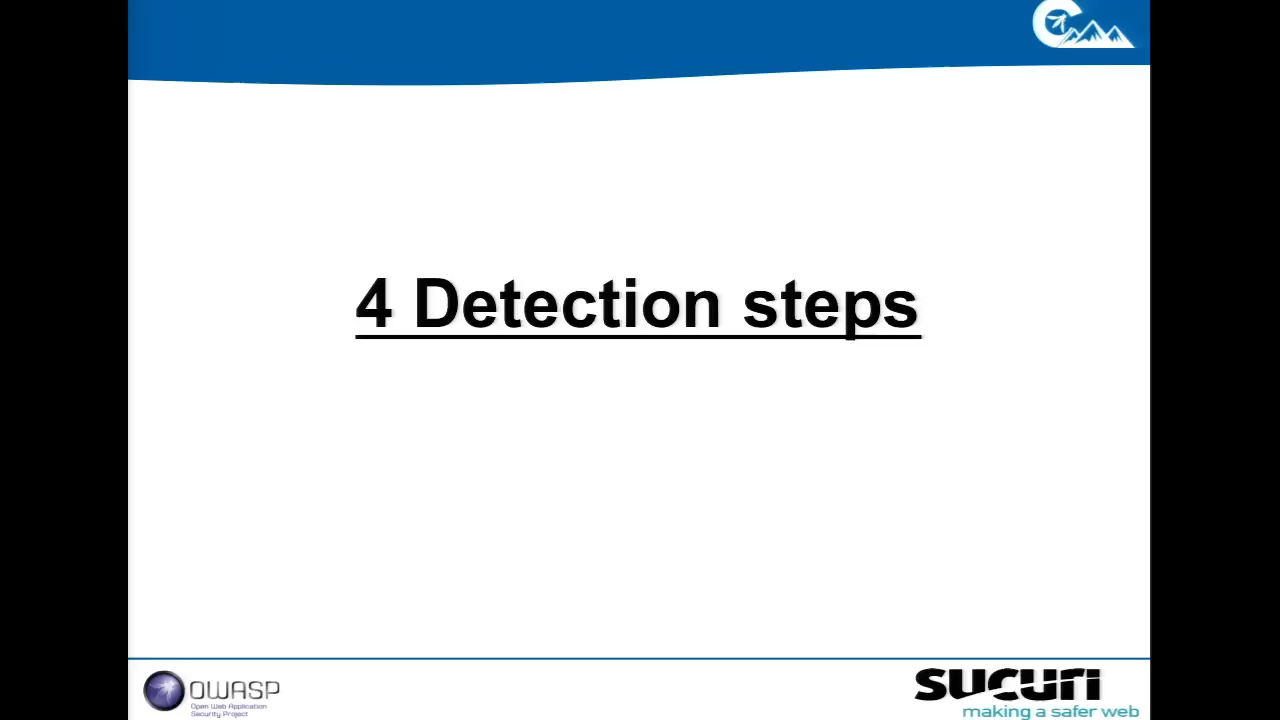 4 Detection steps
OWASP
Open Web Application
Security Project
sucuri
making a safer web